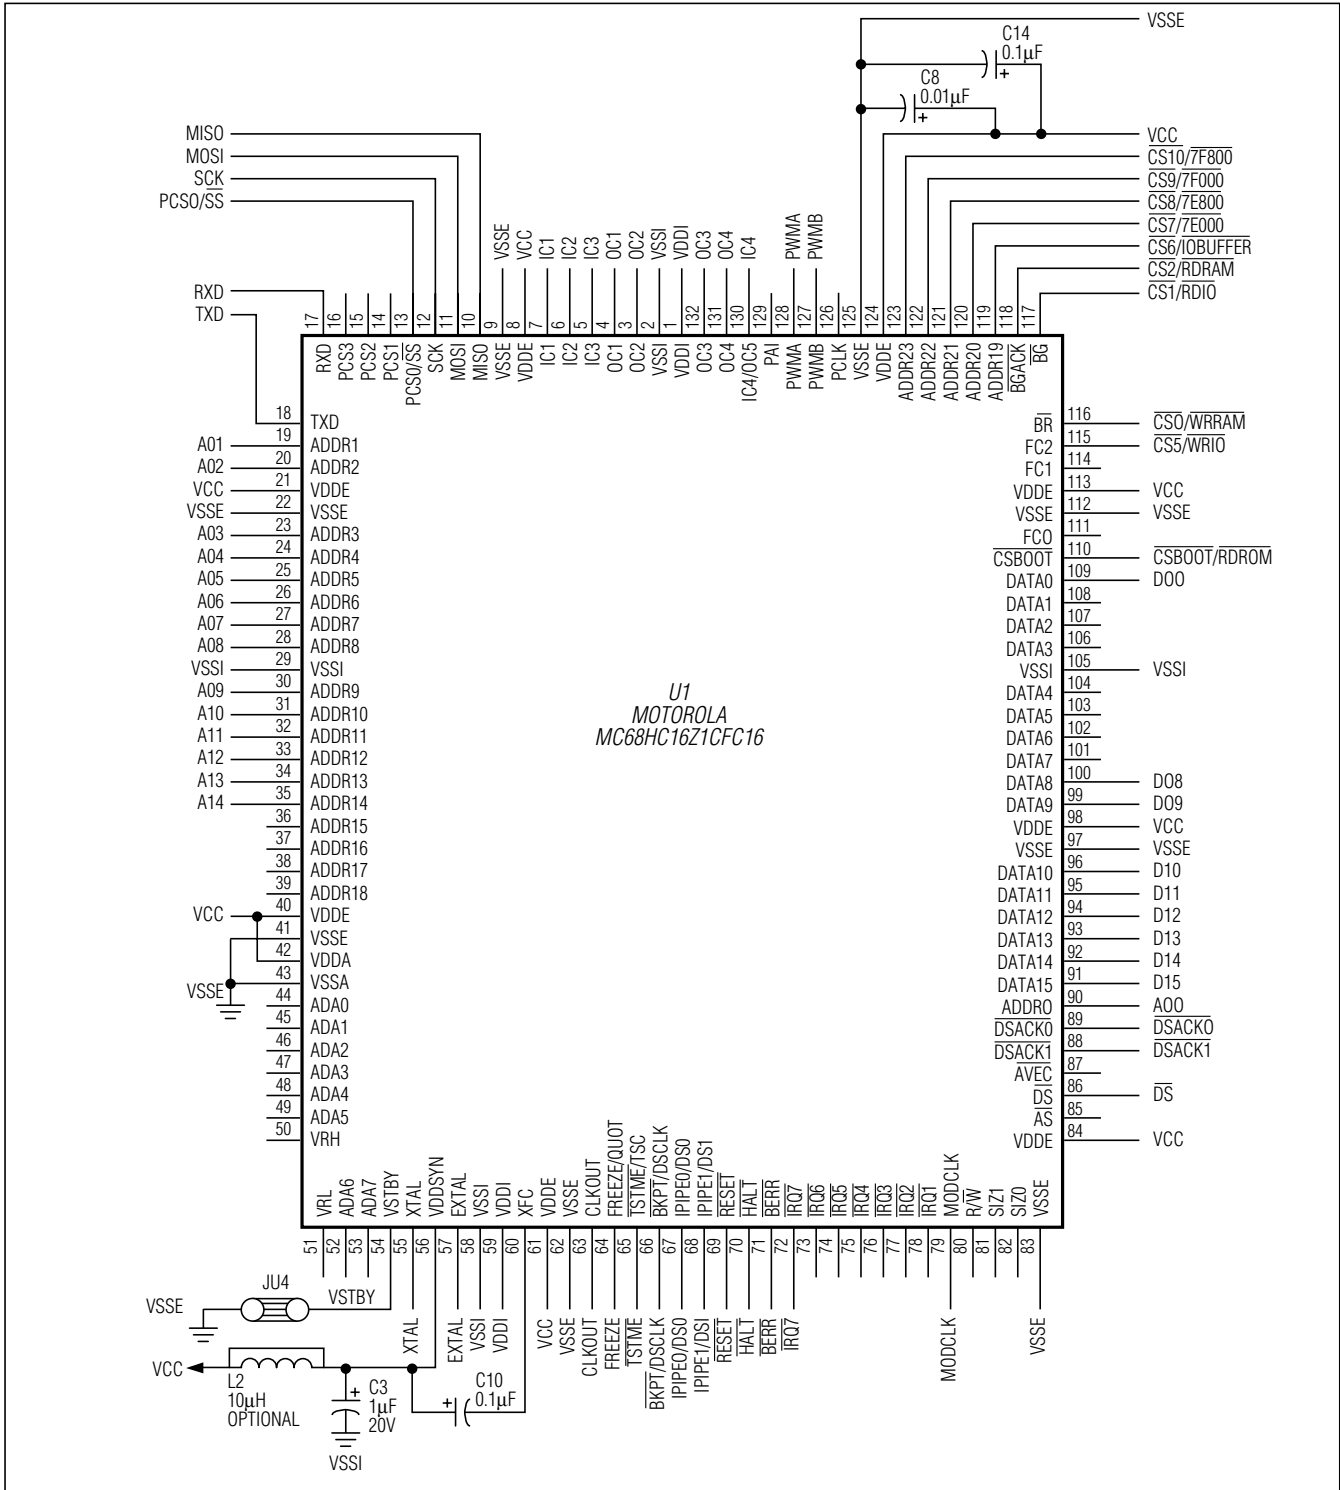 VSSE
C14
0.1μF
C8
0.01μF
MISO
MOSI
SCK
PCS0/SS
RXD
TXD
VCC
CS10/7F800
CS9/7F000
CS8/7E800
CS7/7E000
CS6/IOBUFFER
CS2/RDRAM
CS1/RDIO
VSSE VCC IC1 IC2 IC3 OC1 OC2 VSSI VDDI OC3 OC4 IC4 PWMA PWMB
17 16 15 14 13 12 11 10 9 8 7 6 5 4 3 2 1 132 131 130 129 128 127 126 125 124 123 122 121 120 119 118 117
RXD PCS3 PCS2 PCS1 PCS0/SS SCK MOSI MISO VSSE VDDE IC1 IC2 IC3 OC1 OC2 VSSI VDDI OC3 OC4 IC4/OC5 PAI PWMA PWMB PCLK VSSE VDDE ADDR23 ADDR22 ADDR21 ADDR20 ADDR19 BGACK BG
18 TXD
A01 19 ADDR1
A02 20 ADDR2
VCC 21 VDDE
VSSE 22 VSSE
A03 23 ADDR3
A04 24 ADDR4
A05 25 ADDR5
A06 26 ADDR6
A07 27 ADDR7
A08 28 ADDR8
VSSI 29 VSSI
A09 30 ADDR9
A10 31 ADDR10
A11 32 ADDR11
A12 33 ADDR12
A13 34 ADDR13
A14 35 ADDR14
36 ADDR15
37 ADDR16
38 ADDR17
39 ADDR18
VCC 40 VDDE
41 VSSE
42 VDDA
VSSE 43 VSSA
44 ADA0
45 ADA1
46 ADA2
47 ADA3
48 ADA4
49 ADA5
50 VRH
U1
MOTOROLA
MC68HC16Z1CFC16
BR 116 CS0/WRRAM
FC2 115 CS5/WRIO
FC1 114
VDDE 113 VCC
VSSE 112 VSSE
FC0 111
CSBOOT 110 CSBOOT/RDROM
DATA0 109 D00
DATA1 108
DATA2 107
DATA3 106
VSSI 105 VSSI
DATA4 104
DATA5 103
DATA6 102
DATA7 101
DATA8 100 D08
DATA9 99 D09
VDDE 98 VCC
VSSE 97 VSSE
DATA10 96 D10
DATA11 95 D11
DATA12 94 D12
DATA13 93 D13
DATA14 92 D14
DATA15 91 D15
ADDR0 90 A00
DSACK0 89 DSACK0
DSACK1 88 DSACK1
AVEC 87
DS 86 DS
AS 85
VDDE 84 VCC
VRL ADA6 ADA7 VSTBY XTAL VDDSYN EXTAL VSSI VDDI XFC VDDE VSSE CLKOUT FREEZE/QUOT TSTME/TSC BKPT/DSCLK IPIPE0/DS0 IPIPE1/DS1 RESET HALT BERR IRQ7 IRQ6 IRQ5 IRQ4 IRQ3 IRQ2 IRQ1 MODCLK R/W SIZ1 SIZ0 VSSE
51 52 53 54 55 56 57 58 59 60 61 62 63 64 65 66 67 68 69 70 71 72 73 74 75 76 77 78 79 80 81 82 83
VSTBY XTAL EXTAL VSSI VDDI VCC VSSE CLKOUT FREEZE TSTME BKPT/DSCLK IPIPE0/DS0 IPIPE1/DSI RESET HALT BERR IRQ7 MODCLK VSSE
JU4
VSSE
VCC
L2
10μH
OPTIONAL
C3
1μF
20V
VSSI
C10
0.1μF